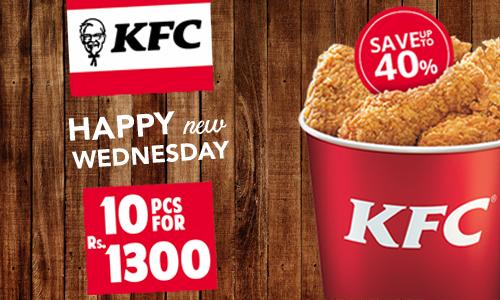 KFC
HAPPY new
WEDNESDAY
10 PCS
FOR
Rs. 1300
SAVE UP TO
40%
KFC